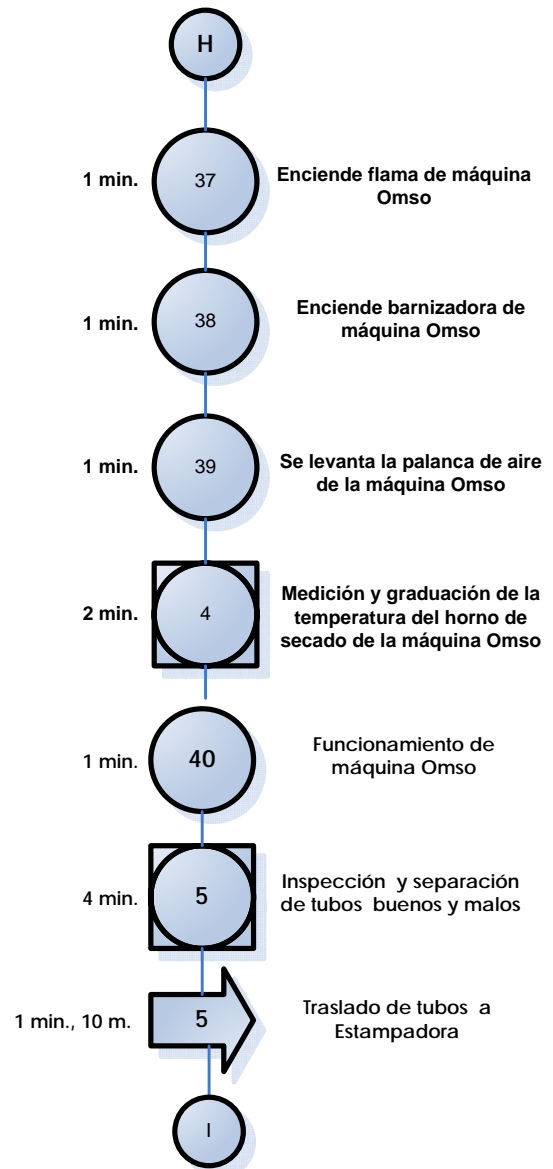 H
1 min.
37
Enciende flama de máquina
Omso
1 min.
38
Enciende barnizadora de
máquina Omso
1 min.
39
Se levanta la palanca de aire
de la máquina Omso
2 min.
4
Medición y graduación de la
temperatura del horno de
secado de la máquina Omso
1 min.
40
Funcionamiento de
máquina Omso
4 min.
5
Inspección y separación
de tubos buenos y malos
1 min., 10 m.
5
Traslado de tubos a
Estampadora
I